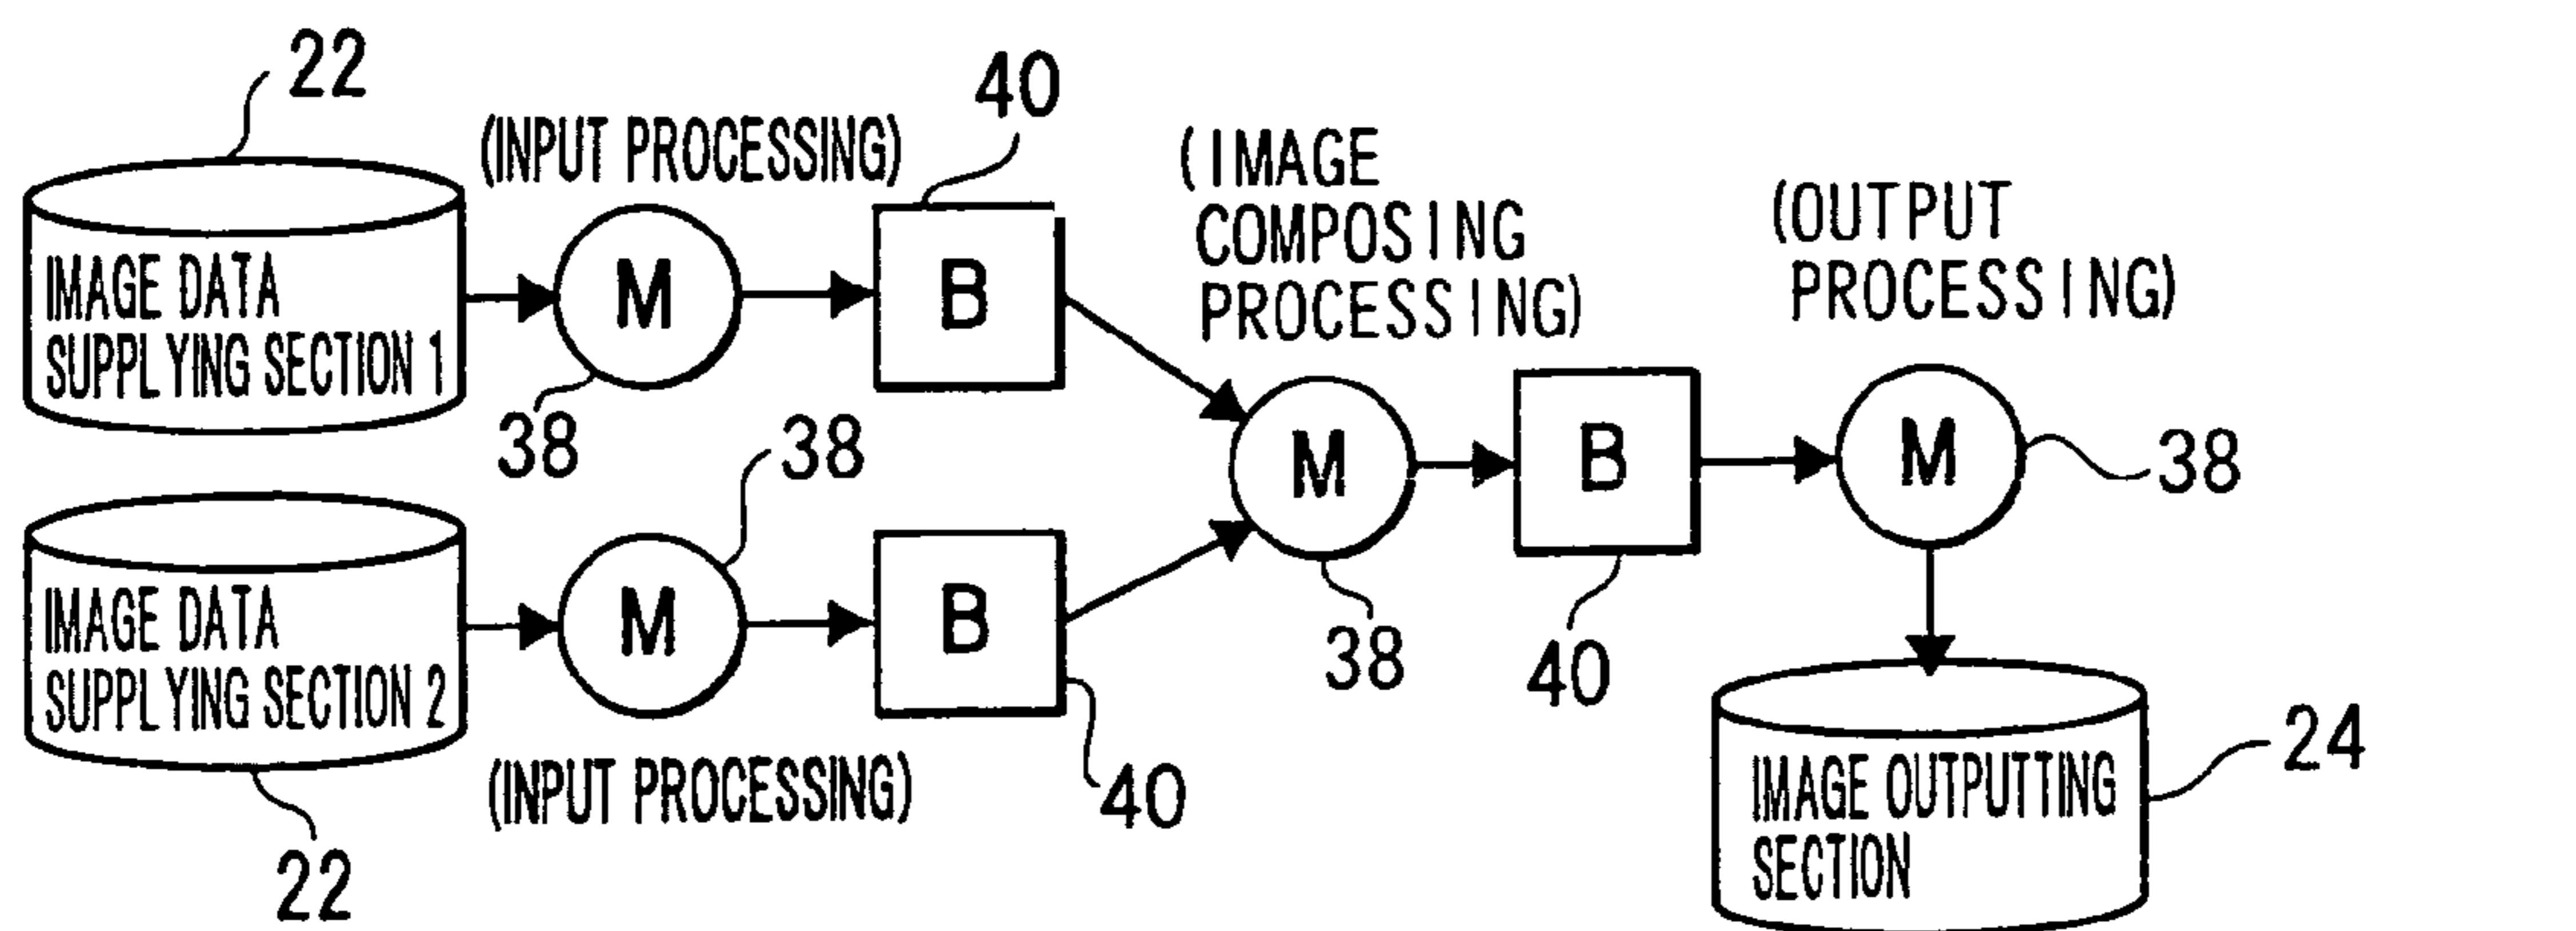 22
(INPUT PROCESSING)
40
(IMAGE
COMPOSING
PROCESSING)
(OUTPUT
PROCESSING)
IMAGE DATA
SUPPLYING SECTION 1
M
B
38
38
M
B
M
38
IMAGE DATA
SUPPLYING SECTION 2
M
B
38
40
(INPUT PROCESSING)
40
22
24
IMAGE OUTPUTTING
SECTION